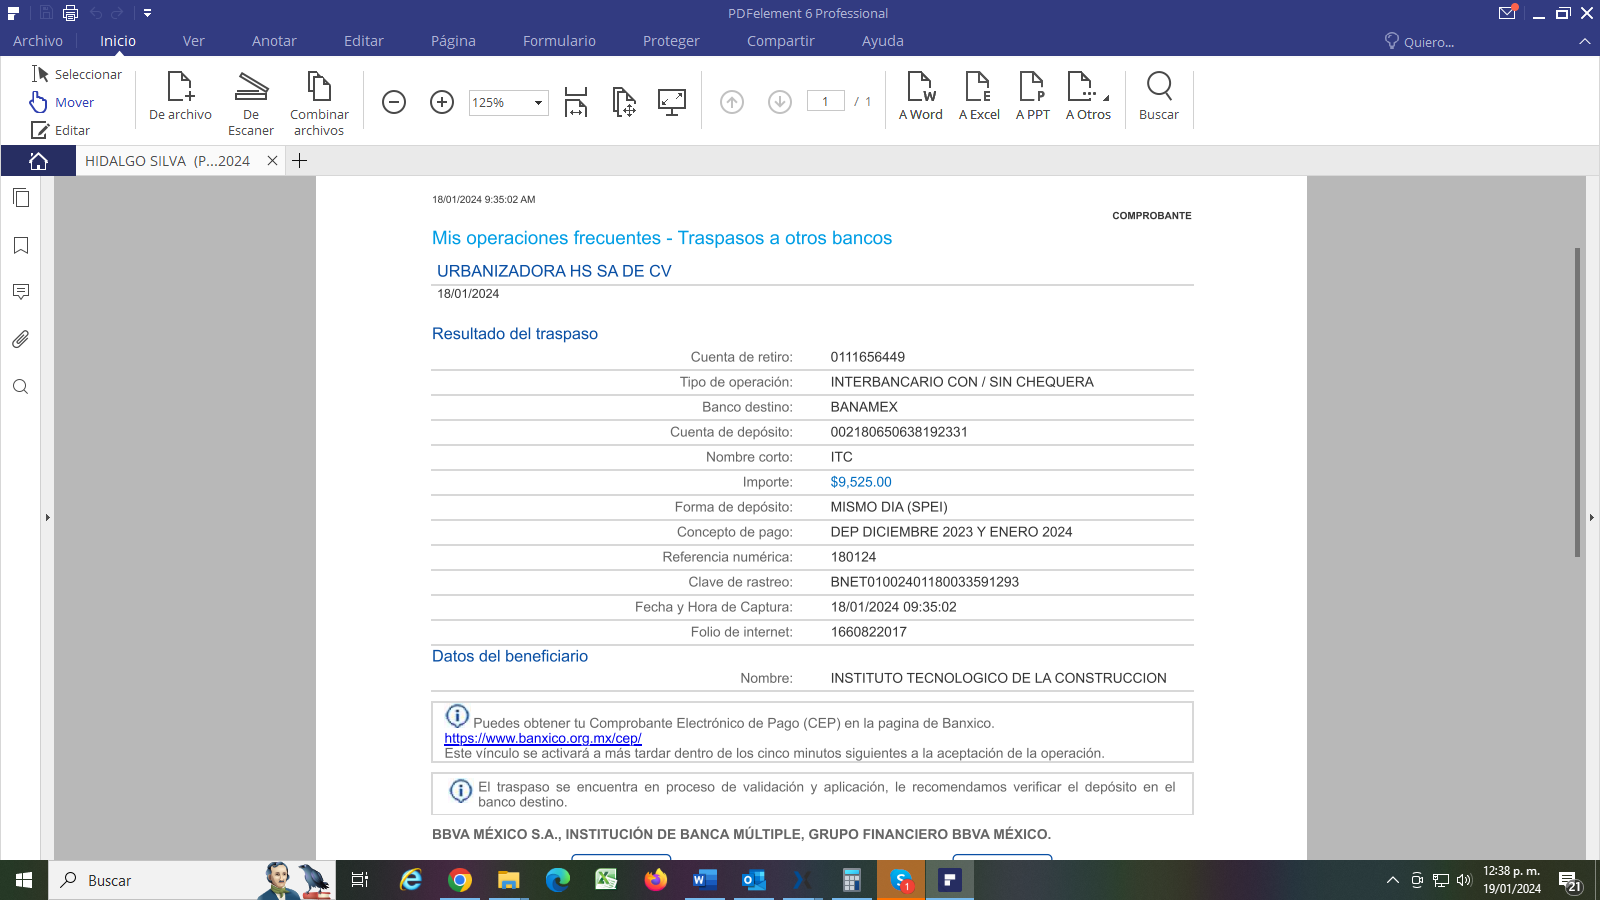 PDFelement 6 Professional
Archivo Inicio Ver Anotar Editar Página Formulario Proteger Compartir Ayuda Quiero...
Seleccionar
Mover
Editar
De archivo
De Escaner
Combinar archivos
125%
1 / 1
A Word A Excel A PPT A Otros Buscar
HIDALGO SILVA (P...2024
18/01/2024 9:35:02 AM
COMPROBANTE
Mis operaciones frecuentes - Traspasos a otros bancos
URBANIZADORA HS SA DE CV
18/01/2024
Resultado del traspaso
Cuenta de retiro: 0111656449
Tipo de operación: INTERBANCARIO CON / SIN CHEQUERA
Banco destino: BANAMEX
Cuenta de depósito: 002180650638192331
Nombre corto: ITC
Importe: $9,525.00
Forma de depósito: MISMO DIA (SPEI)
Concepto de pago: DEP DICIEMBRE 2023 Y ENERO 2024
Referencia numérica: 180124
Clave de rastreo: BNET01002401180033591293
Fecha y Hora de Captura: 18/01/2024 09:35:02
Folio de internet: 1660822017
Datos del beneficiario
Nombre: INSTITUTO TECNOLOGICO DE LA CONSTRUCCION
Puedes obtener tu Comprobante Electrónico de Pago (CEP) en la pagina de Banxico.
https://www.banxico.org.mx/cep/
Este vínculo se activará a más tardar dentro de los cinco minutos siguientes a la aceptación de la operación.
El traspaso se encuentra en proceso de validación y aplicación, le recomendamos verificar el depósito en el
banco destino.
BBVA MÉXICO S.A., INSTITUCIÓN DE BANCA MÚLTIPLE, GRUPO FINANCIERO BBVA MÉXICO.
Buscar
12:38 p. m.
19/01/2024
21